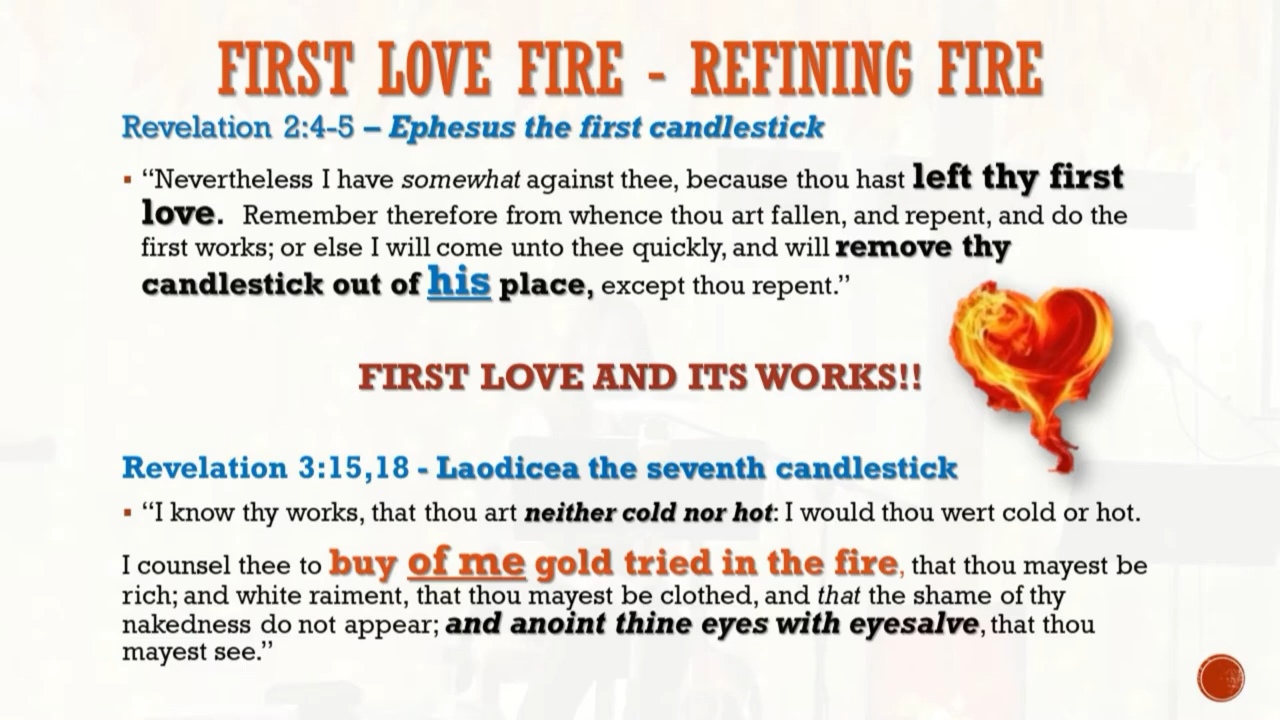 FIRST LOVE FIRE - REFINING FIRE
Revelation 2:4-5 – Ephesus the first candlestick
▪ “Nevertheless I have somewhat against thee, because thou hast left thy first
love. Remember therefore from whence thou art fallen, and repent, and do the
first works; or else I will come unto thee quickly, and will remove thy
candlestick out of his place, except thou repent.”
FIRST LOVE AND ITS WORKS!!
Revelation 3:15,18 - Laodicea the seventh candlestick
▪ “I know thy works, that thou art neither cold nor hot: I would thou wert cold or hot.
I counsel thee to buy of me gold tried in the fire, that thou mayest be
rich; and white raiment, that thou mayest be clothed, and that the shame of thy
nakedness do not appear; and anoint thine eyes with eyesalve, that thou
mayest see.”